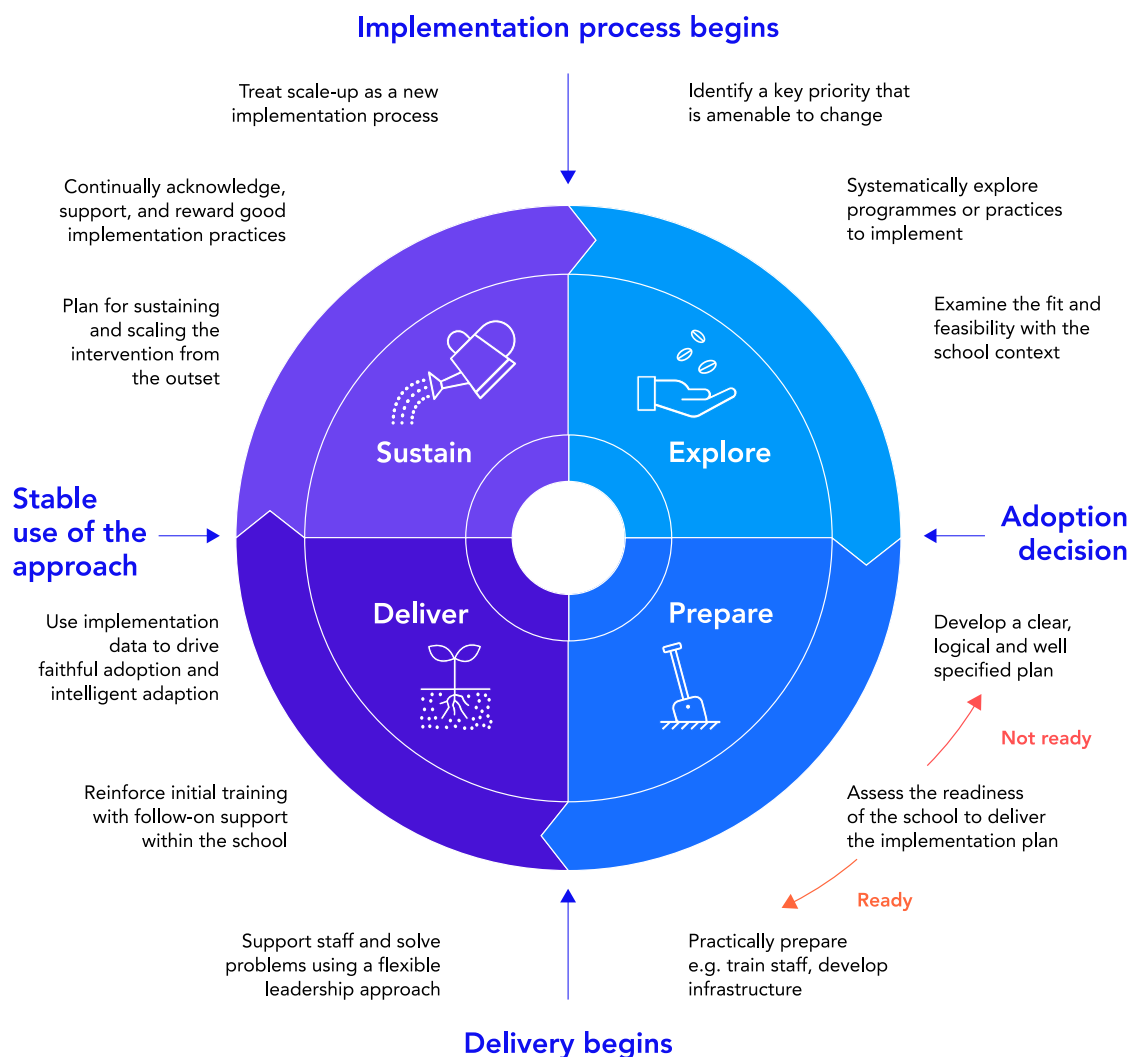 Implementation process begins
Treat scale-up as a new
implementation process
Identify a key priority that
is amenable to change
Continually acknowledge,
support, and reward good
implementation practices
Systematically explore
programmes or practices
to implement
Plan for sustaining
and scaling the
intervention from
the outset
Examine the fit and
feasibility with the
school context
Sustain
Explore
Stable
use of the
approach
Adoption
decision
Deliver
Prepare
Use implementation
data to drive
faithful adoption and
intelligent adaption
Develop a clear,
logical and well
specified plan
Not ready
Reinforce initial training
with follow-on support
within the school
Assess the readiness
of the school to deliver
the implementation plan
Ready
Support staff and solve
problems using a flexible
leadership approach
Practically prepare
e.g. train staff, develop
infrastructure
Delivery begins